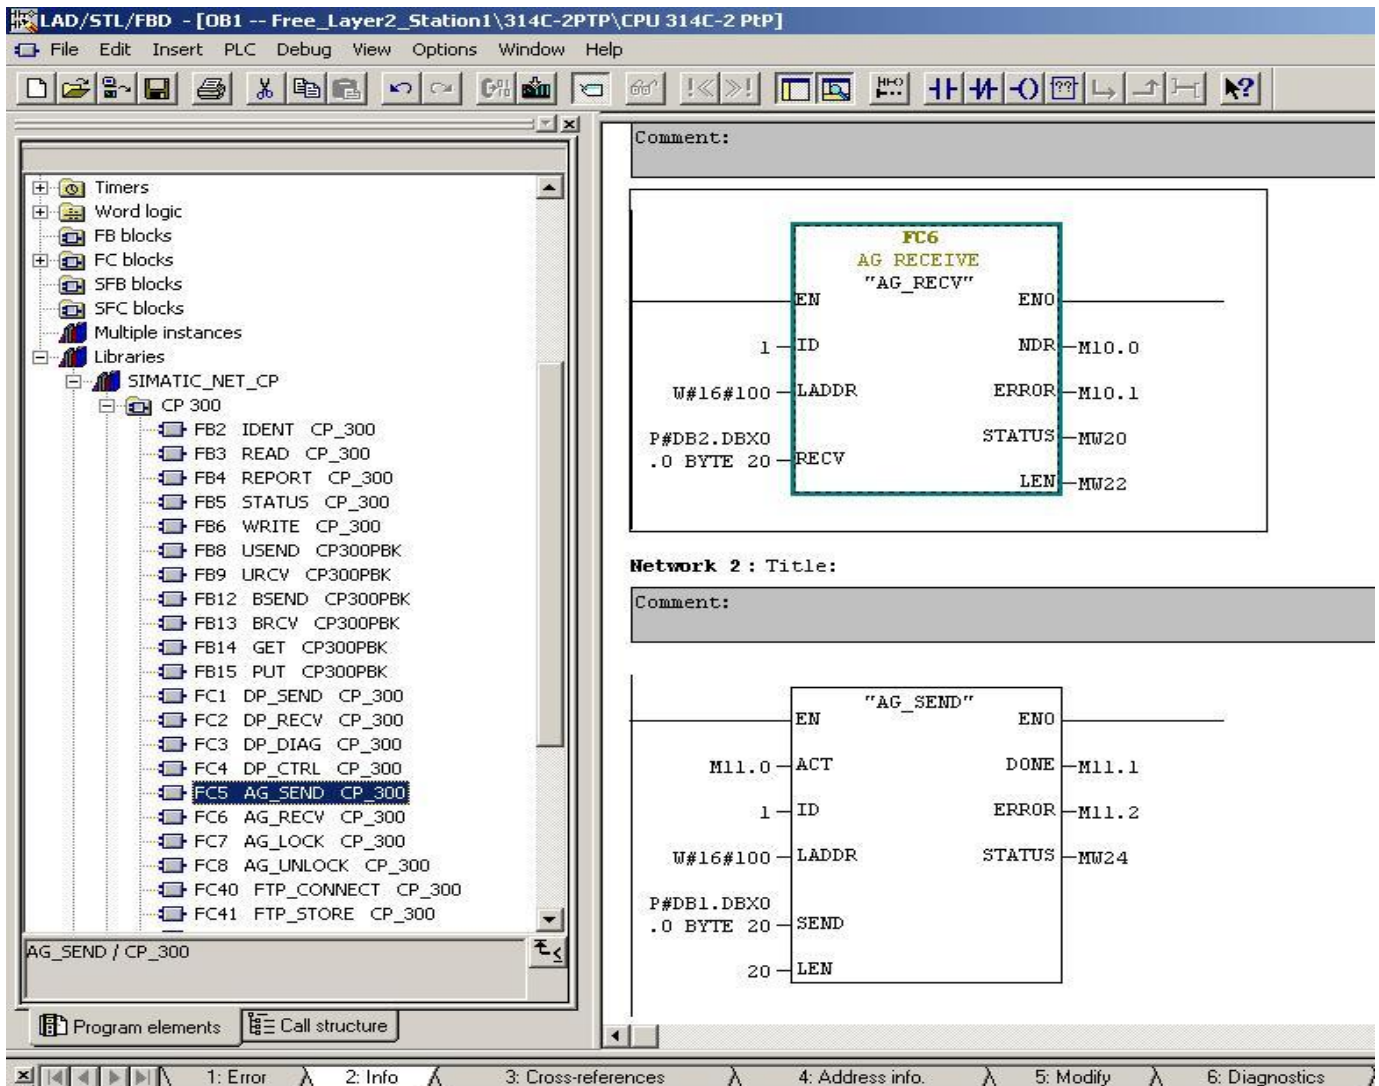 LAD/STL/FBD - [OB1 -- Free_Layer2_Station1\314C-2PTP\CPU 314C-2 PtP]
File Edit Insert PLC Debug View Options Window Help
Timers
Word logic
FB blocks
FC blocks
SFB blocks
SFC blocks
Multiple instances
Libraries
SIMATIC_NET_CP
CP 300
FB2 IDENT CP_300
FB3 READ CP_300
FB4 REPORT CP_300
FB5 STATUS CP_300
FB6 WRITE CP_300
FB8 USEND CP300PBK
FB9 URCV CP300PBK
FB12 BSEND CP300PBK
FB13 BRCV CP300PBK
FB14 GET CP300PBK
FB15 PUT CP300PBK
FC1 DP_SEND CP_300
FC2 DP_RECV CP_300
FC3 DP_DIAG CP_300
FC4 DP_CTRL CP_300
FC5 AG_SEND CP_300
FC6 AG_RECV CP_300
FC7 AG_LOCK CP_300
FC8 AG_UNLOCK CP_300
FC40 FTP_CONNECT CP_300
FC41 FTP_STORE CP_300
AG_SEND / CP_300
Program elements Call structure
Comment:
FC6
AG RECEIVE
"AG_RECV"
EN ENO
1 ID NDR M10.0
W#16#100 LADDR ERROR M10.1
P#DB2.DBX0 STATUS MW20
.0 BYTE 20 RECV
LEN MW22
Network 2 : Title:
Comment:
"AG_SEND"
EN ENO
M11.0 ACT DONE M11.1
1 ID ERROR M11.2
W#16#100 LADDR STATUS MW24
P#DB1.DBX0
.0 BYTE 20 SEND
20 LEN
1: Error 2: Info 3: Cross-references 4: Address info. 5: Modify 6: Diagnostics